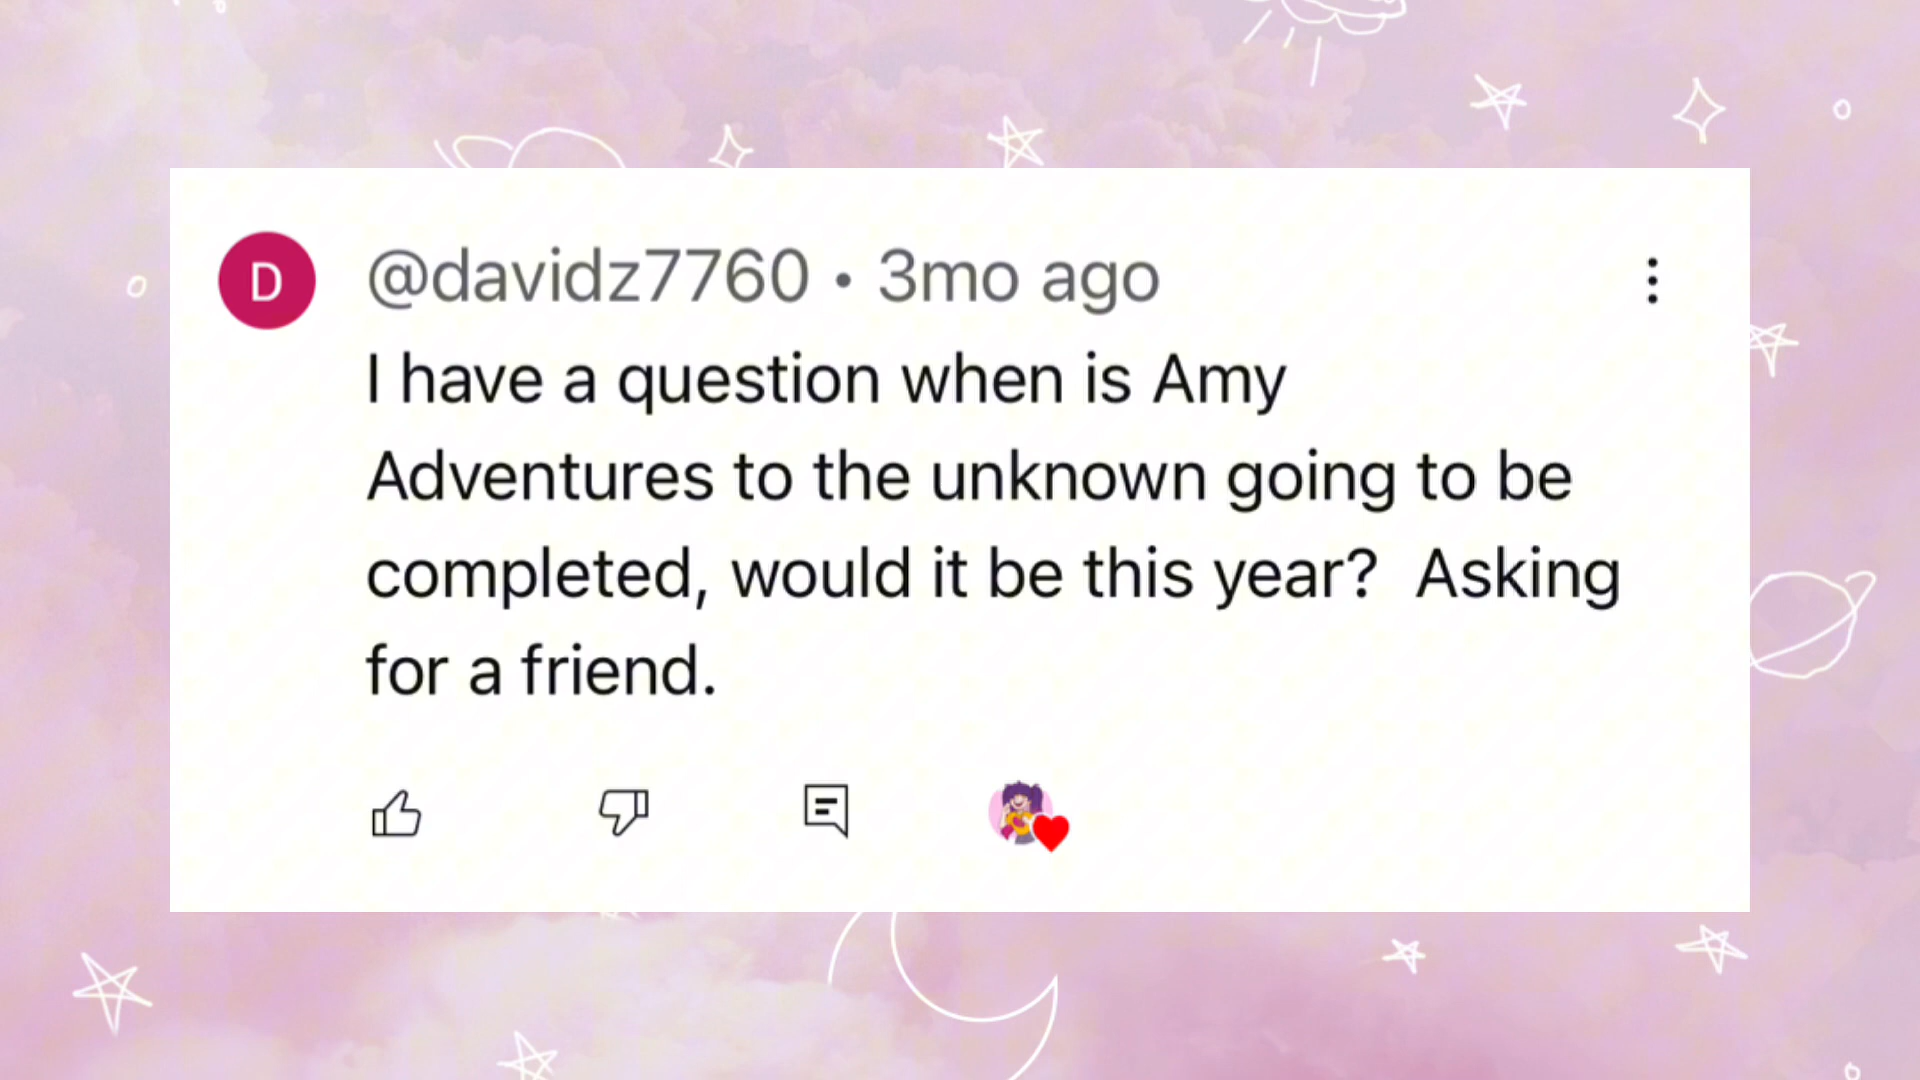 D
@davidz7760 • 3mo ago
I have a question when is Amy
Adventures to the unknown going to be
completed, would it be this year?  Asking
for a friend.